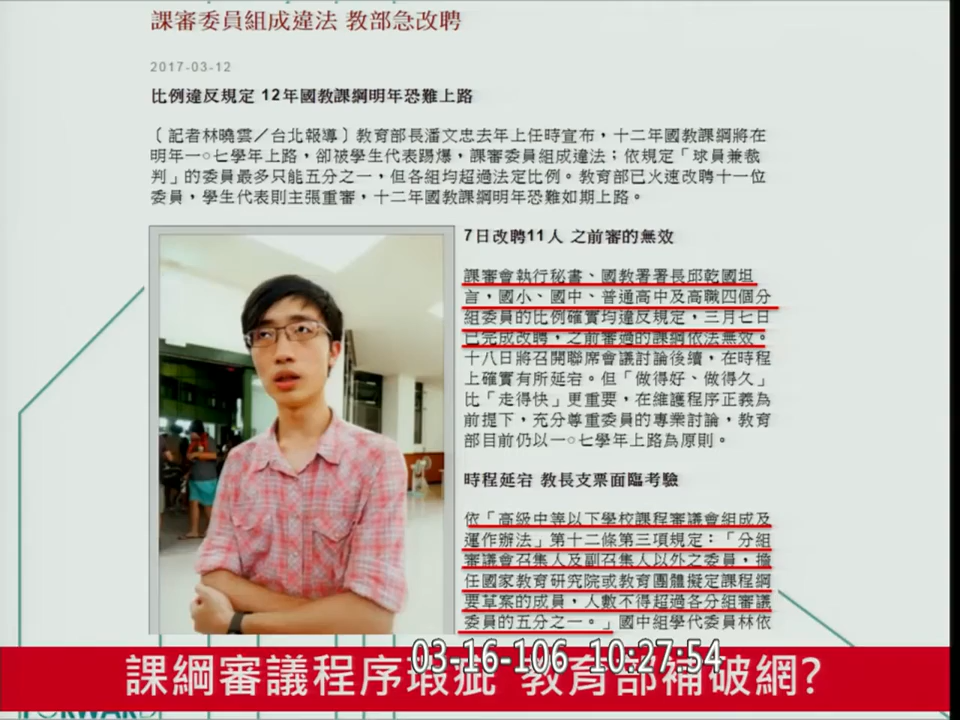 課審委員組成違法 教部急改聘
2017-03-12
比例違反規定 12年國教課綱明年恐難上路
〔記者林曉雲／台北報導〕教育部長潘文忠去年上任時宣布，十二年國教課綱將在
明年一○七學年上路，卻被學生代表踢爆，課審委員組成違法；依規定「球員兼裁
判」的委員最多只能五分之一，但各組均超過法定比例。教育部已火速改聘十一位
委員，學生代表則主張重審，十二年國教課綱明年恐難如期上路。
7日改聘11人 之前審的無效
課審會執行秘書、國教署署長邱乾國坦
言，國小、國中、普通高中及高職四個分
組委員的比例確實均違反規定，三月七日
已完成改聘，之前審過的課綱依法無效。
十八日將召開聯席會議討論後續，在時程
上確實有所延宕。但「做得好、做得久」
比「走得快」更重要，在維護程序正義為
前提下，充分尊重委員的專業討論，教育
部目前仍以一○七學年上路為原則。
時程延宕 教長支票面臨考驗
依「高級中等以下學校課程審議會組成及
運作辦法」第十二條第三項規定：「分組
審議會召集人及副召集人以外之委員，擔
任國家教育研究院或教育團體擬定課程綱
要草案的成員，人數不得超過各分組審議
委員的五分之一。」國中組學代委員林依
03-16-106 10:27:54
課綱審議程序瑕疵 教育部補破網?